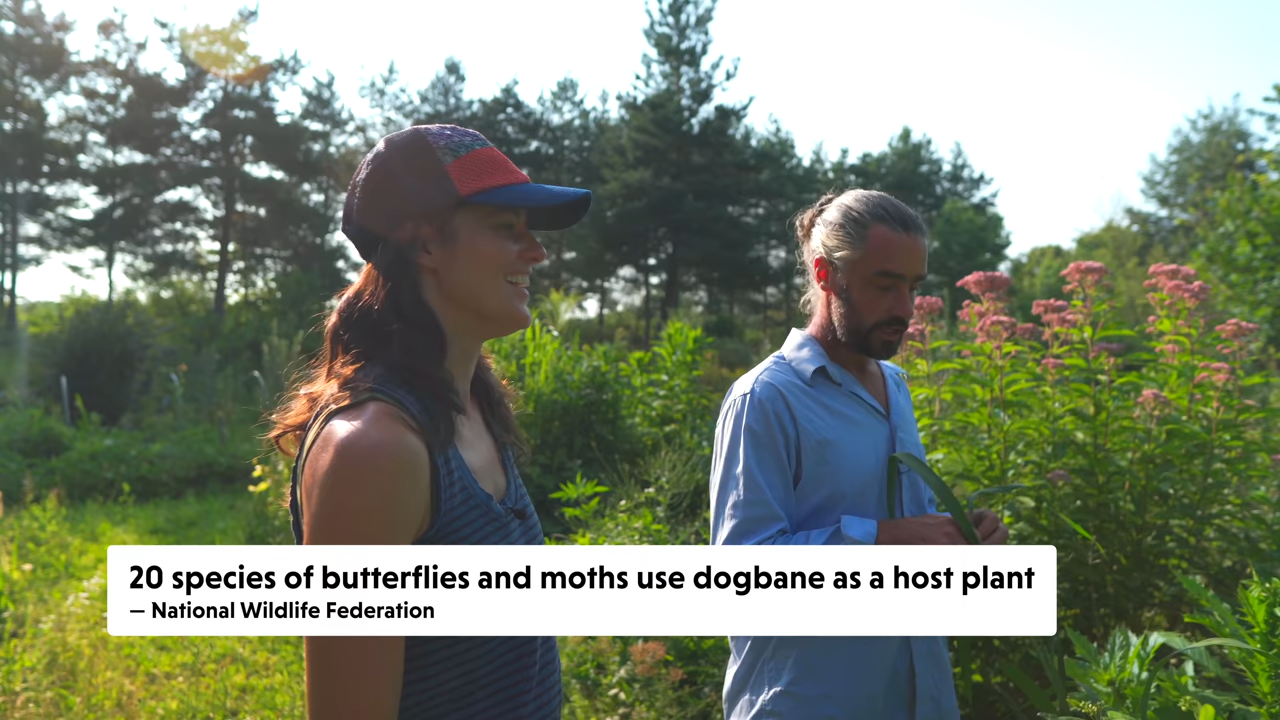 20 species of butterflies and moths use dogbane as a host plant
— National Wildlife Federation